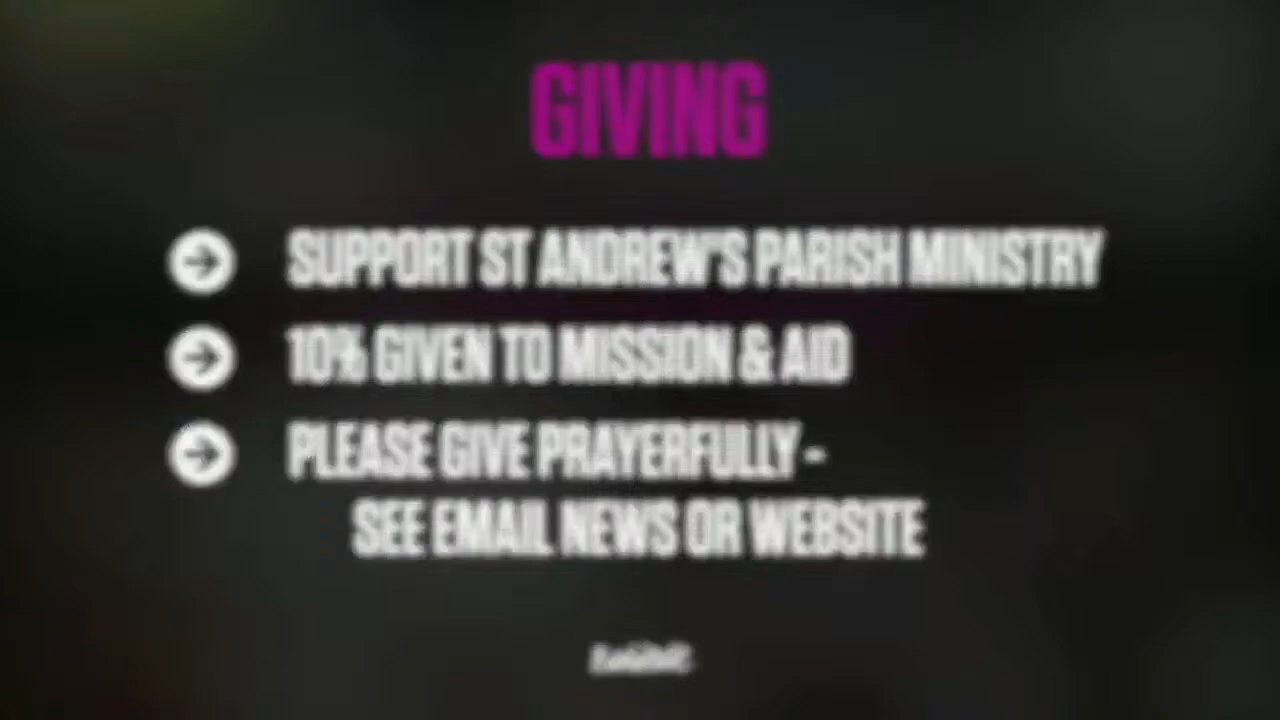 GIVING
SUPPORT ST ANDREW'S PARISH MINISTRY
10% GIVEN TO MISSION & AID
PLEASE GIVE PRAYERFULLY -
SEE EMAIL NEWS OR WEBSITE